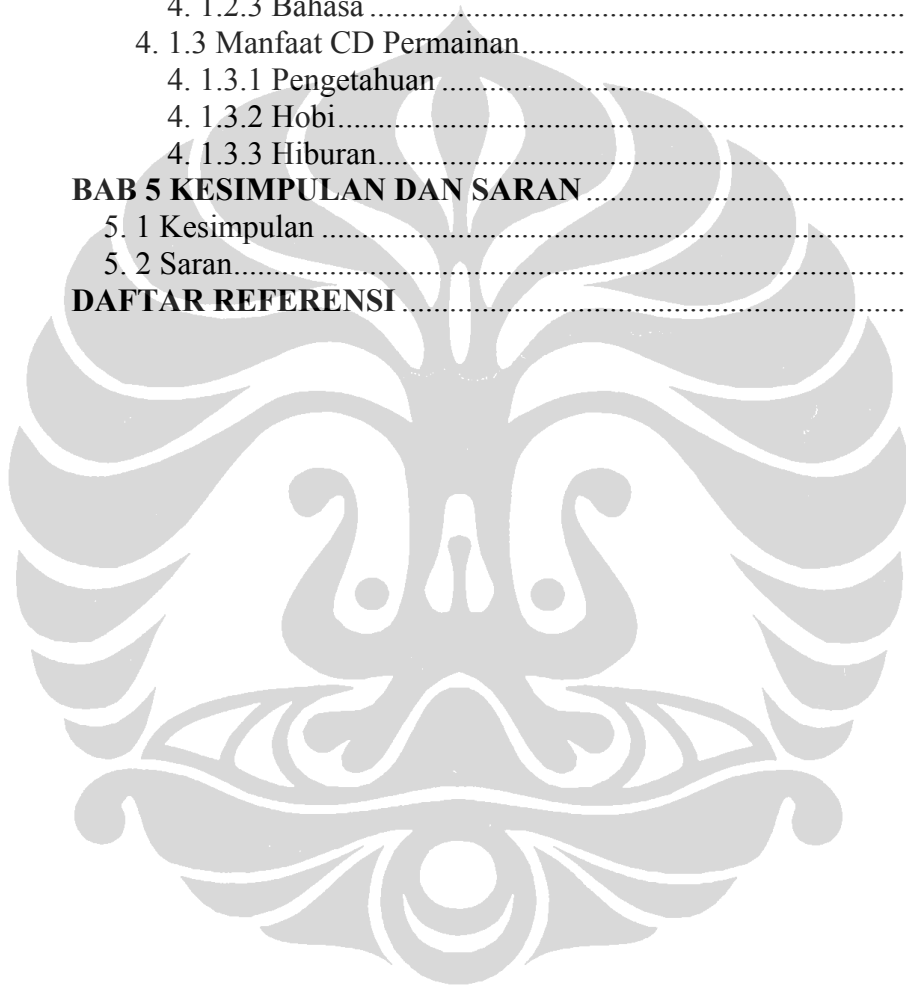 4. 1.2.3 Bahasa ........................................................................
4. 1.3 Manfaat CD Permainan ....................................................
4. 1.3.1 Pengetahuan ..............................................................
4. 1.3.2 Hobi ...........................................................................
4. 1.3.3 Hiburan ......................................................................
BAB 5 KESIMPULAN DAN SARAN ..........................................
5. 1 Kesimpulan ........................................................................
5. 2 Saran ..................................................................................
DAFTAR REFERENSI ..................................................................